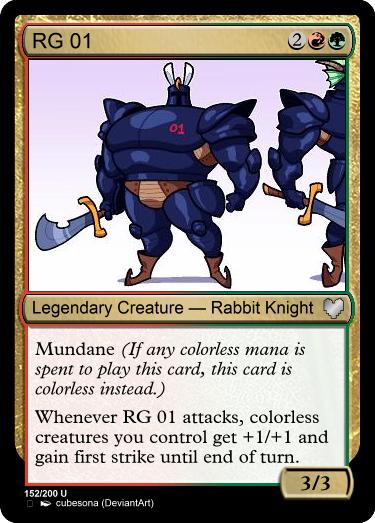 RG 01
2
01
Legendary Creature — Rabbit Knight
Mundane (If any colorless mana is
spent to play this card, this card is
colorless instead.)
Whenever RG 01 attacks, colorless
creatures you control get +1/+1 and
gain first strike until end of turn.
3/3
152/200 U
cubesona (DeviantArt)